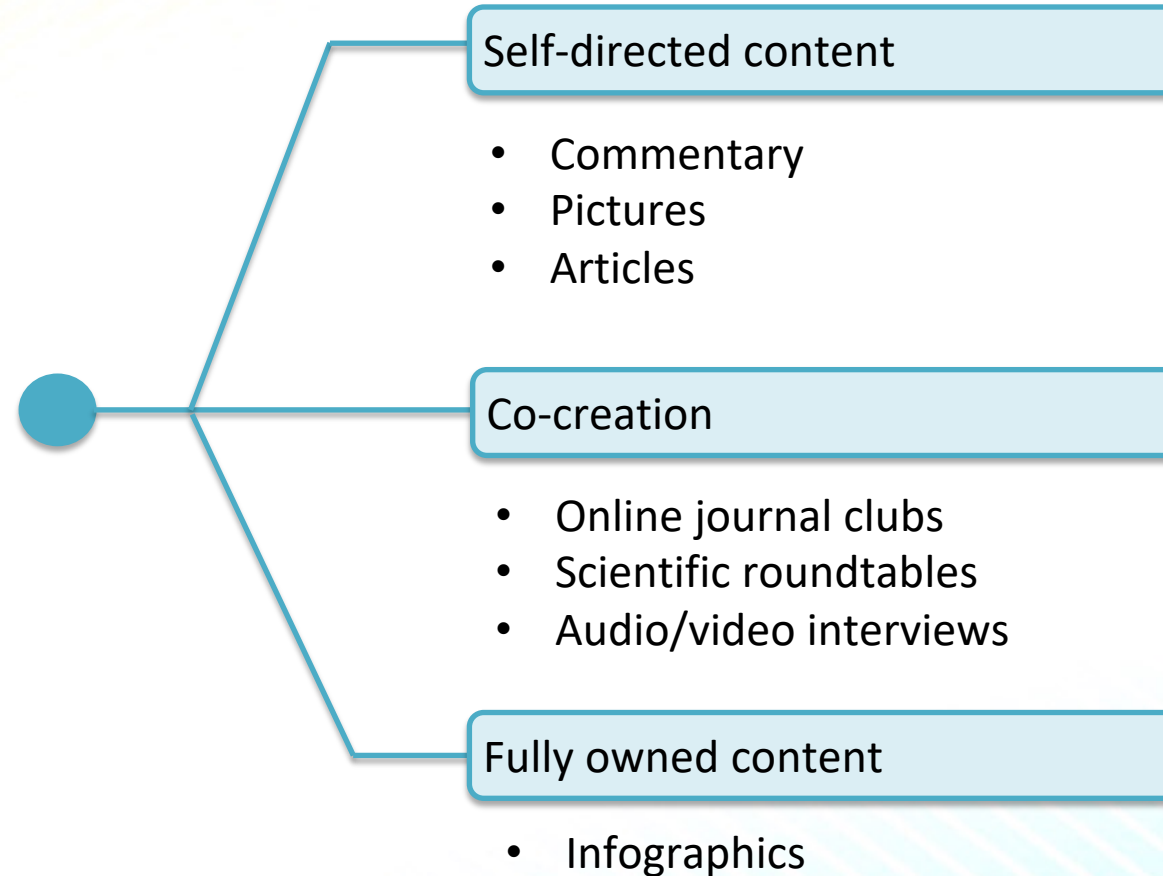 Self-directed content
• Commentary
• Pictures
• Articles
Co-creation
• Online journal clubs
• Scientific roundtables
• Audio/video interviews
Fully owned content
• Infographics